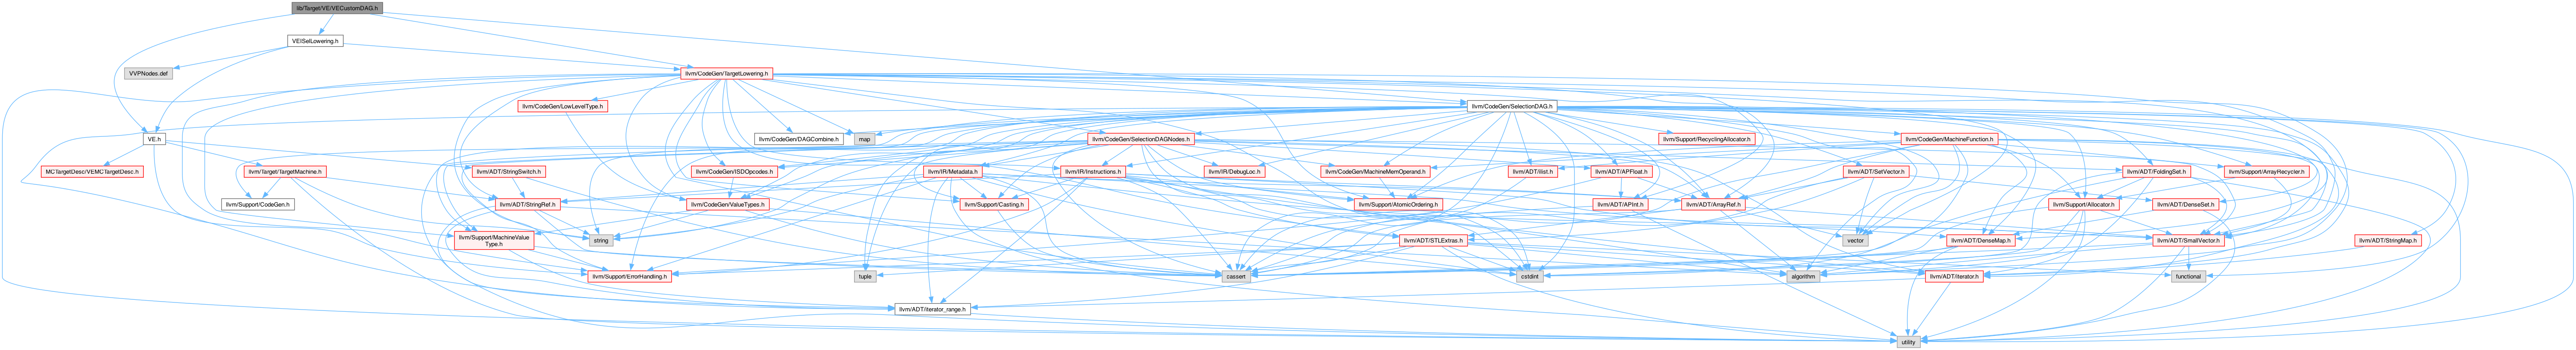 lib/Target/VE/VECustomDAG.h
VEISelLowering.h
VVPNodes.def
llvm/CodeGen/TargetLowering.h
llvm/CodeGen/LowLevelType.h
llvm/CodeGen/SelectionDAG.h
VE.h
llvm/CodeGen/DAGCombine.h
map
llvm/CodeGen/SelectionDAGNodes.h
llvm/Support/RecyclingAllocator.h
llvm/CodeGen/MachineFunction.h
MCTargetDesc/VEMCTargetDesc.h
llvm/Target/TargetMachine.h
llvm/ADT/StringSwitch.h
llvm/CodeGen/ISDOpcodes.h
llvm/IR/Metadata.h
llvm/IR/Instructions.h
llvm/IR/DebugLoc.h
llvm/CodeGen/MachineMemOperand.h
llvm/ADT/ilist.h
llvm/ADT/APFloat.h
llvm/ADT/SetVector.h
llvm/ADT/FoldingSet.h
llvm/Support/ArrayRecycler.h
llvm/Support/CodeGen.h
llvm/ADT/StringRef.h
llvm/CodeGen/ValueTypes.h
llvm/Support/Casting.h
llvm/Support/AtomicOrdering.h
llvm/ADT/APInt.h
llvm/ADT/ArrayRef.h
llvm/Support/Allocator.h
llvm/ADT/DenseSet.h
llvm/Support/MachineValue
Type.h
string
llvm/ADT/STLExtras.h
vector
llvm/ADT/DenseMap.h
llvm/ADT/SmallVector.h
llvm/ADT/StringMap.h
llvm/Support/ErrorHandling.h
tuple
cassert
cstdint
algorithm
llvm/ADT/iterator.h
functional
llvm/ADT/iterator_range.h
utility